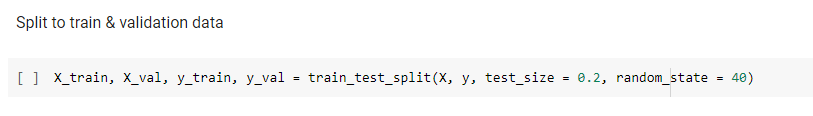 Split to train & validation data
[ ] X_train, X_val, y_train, y_val = train_test_split(X, y, test_size = 0.2, random_state = 40)